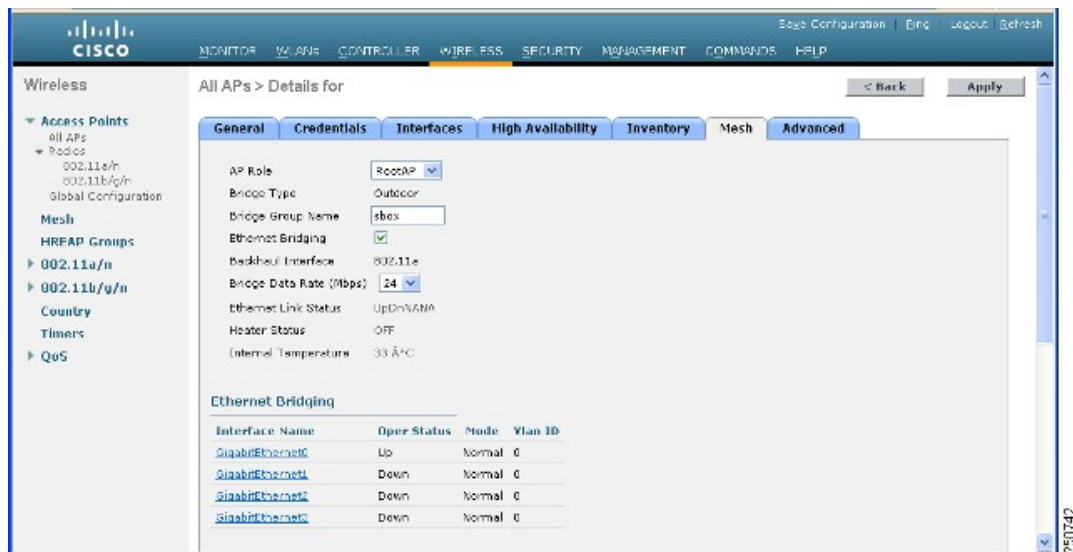 Save Configuration | Ping | Logout | Refresh
CISCO
MONITOR WLANs CONTROLLER WIRELESS SECURITY MANAGEMENT COMMANDS HELP
Wireless
Access Points
All APs
Radios
802.11a/n
802.11b/g/n
Global Configuration
Mesh
HREAP Groups
802.11a/n
802.11b/g/n
Country
Timers
QoS
All APs > Details for
< Back
Apply
General Credentials Interfaces High Availability Inventory Mesh Advanced
AP Role RootAP
Bridge Type Outdoor
Bridge Group Name sbox
Ethernet Bridging
Backhaul Interface 802.11a
Bridge Data Rate (Mbps) 24
Ethernet Link Status UpDnNANA
Heater Status OFF
Internal Temperature 33 Â°C
Ethernet Bridging
Interface Name Oper Status Mode Vlan ID
GigabitEthernet0 Up Normal 0
GigabitEthernet1 Down Normal 0
GigabitEthernet2 Down Normal 0
GigabitEthernet3 Down Normal 0
250742